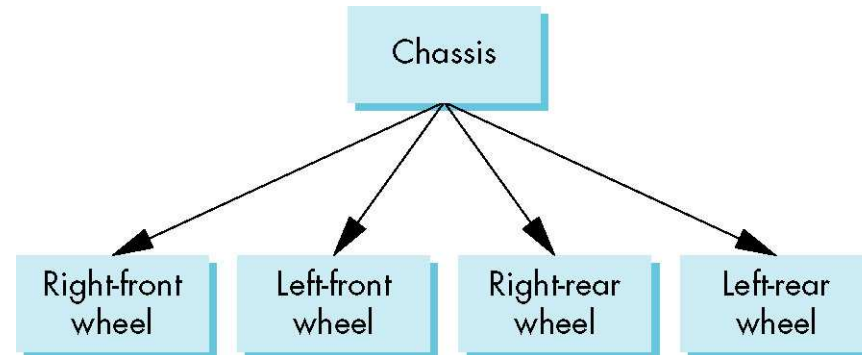 Chassis
Right-front
wheel
Left-front
wheel
Right-rear
wheel
Left-rear
wheel